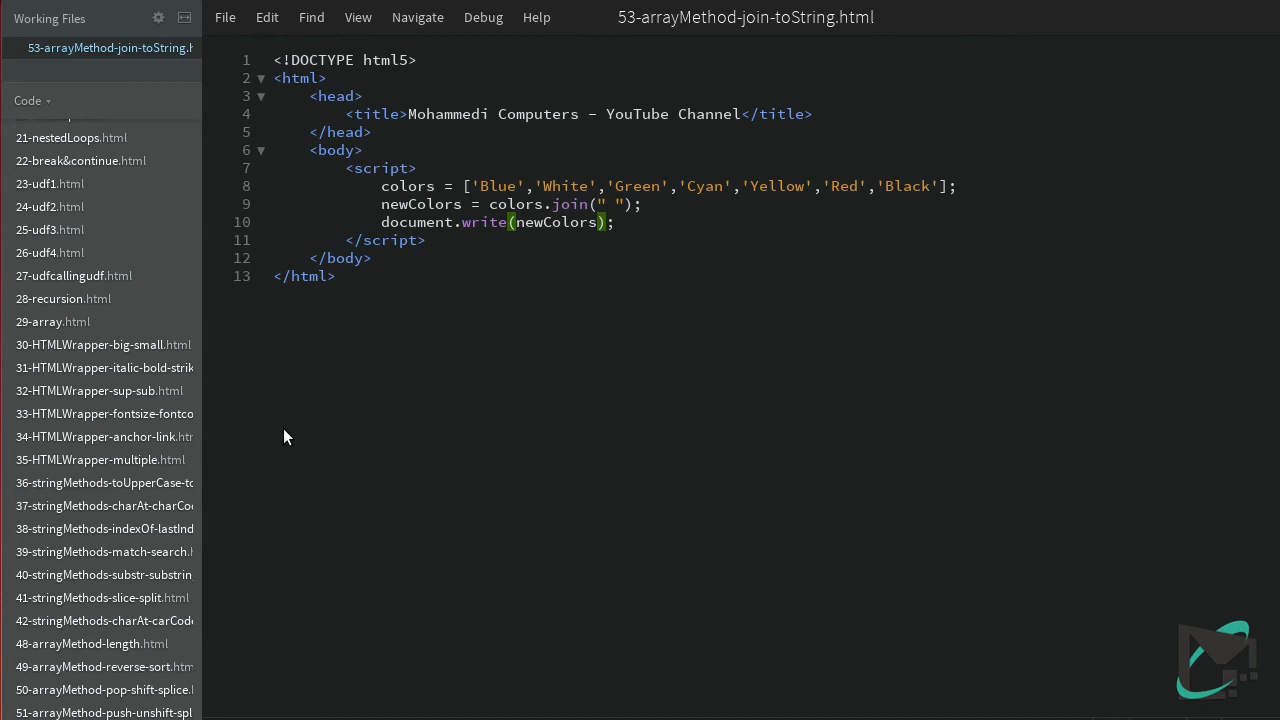 Working Files
53-arrayMethod-join-toString.h
Code
21-nestedLoops.html
22-break&continue.html
23-udf1.html
24-udf2.html
25-udf3.html
26-udf4.html
27-udfcallingudf.html
28-recursion.html
29-array.html
30-HTMLWrapper-big-small.html
31-HTMLWrapper-italic-bold-strik
32-HTMLWrapper-sup-sub.html
33-HTMLWrapper-fontsize-fontco
34-HTMLWrapper-anchor-link.htr
35-HTMLWrapper-multiple.html
36-stringMethods-toUpperCase-to
37-stringMethods-charAt-charCo
38-stringMethods-indexOf-lastInd
39-stringMethods-match-search.h
40-stringMethods-substr-substrin
41-stringMethods-slice-split.html
42-stringMethods-charAt-carCode
48-arrayMethod-length.html
49-arrayMethod-reverse-sort.htm
50-arrayMethod-pop-shift-splice.h
51-arrayMethod-push-unshift-spl
File Edit Find View Navigate Debug Help
53-arrayMethod-join-toString.html
1 <!DOCTYPE html5>
2 <html>
3 <head>
4 <title>Mohammedi Computers - YouTube Channel</title>
5 </head>
6 <body>
7 <script>
8 colors = ['Blue','White','Green','Cyan','Yellow','Red','Black'];
9 newColors = colors.join(" ");
10 document.write(newColors);
11 </script>
12 </body>
13 </html>